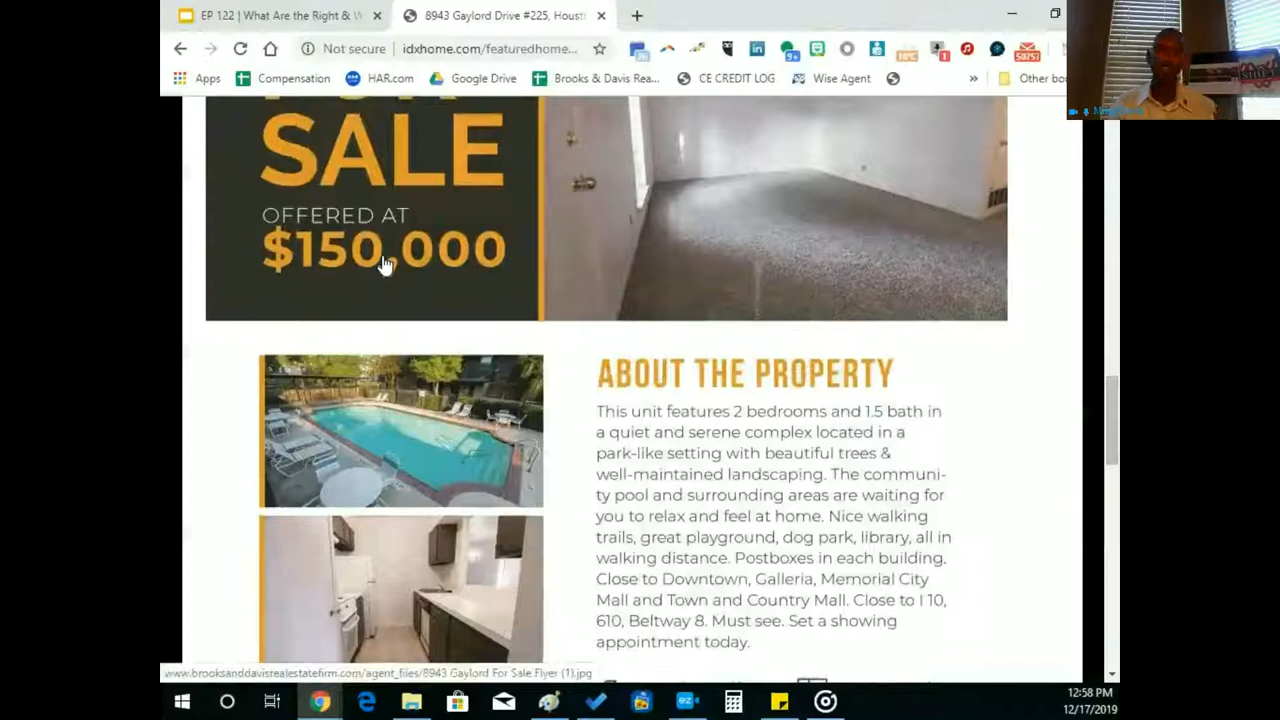 EP 122 | What Are the Right & W
8943 Gaylord Drive #225, Houst
Not secure | idxhome.com/featuredhome...
Apps
Compensation
HAR.com
Google Drive
Brooks & Davis Rea...
CE CREDIT LOG
Wise Agent
»
Other bo
SALE
OFFERED AT
$150,000
ABOUT THE PROPERTY
This unit features 2 bedrooms and 1.5 bath in
a quiet and serene complex located in a
park-like setting with beautiful trees &
well-maintained landscaping. The communi-
ty pool and surrounding areas are waiting for
you to relax and feel at home. Nice walking
trails, great playground, dog park, library, all in
walking distance. Postboxes in each building.
Close to Downtown, Galleria, Memorial City
Mall and Town and Country Mall. Close to I 10,
610, Beltway 8. Must see. Set a showing
appointment today.
www.brooksanddavisrealestatefirm.com/agent_files/8943 Gaylord For Sale Flyer (1).jpg
12:58 PM
12/17/2019